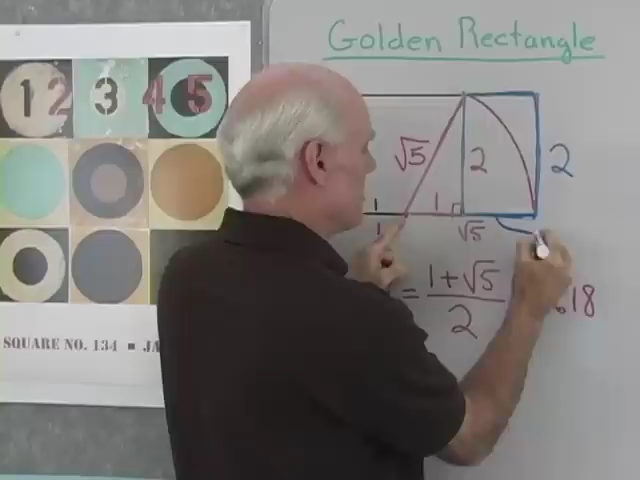 Golden Rectangle
1 2 3 4 5
√5 2 2
1 1
1 √5
= (1+√5)/2 .618
SQUARE NO. 134 ■ JA